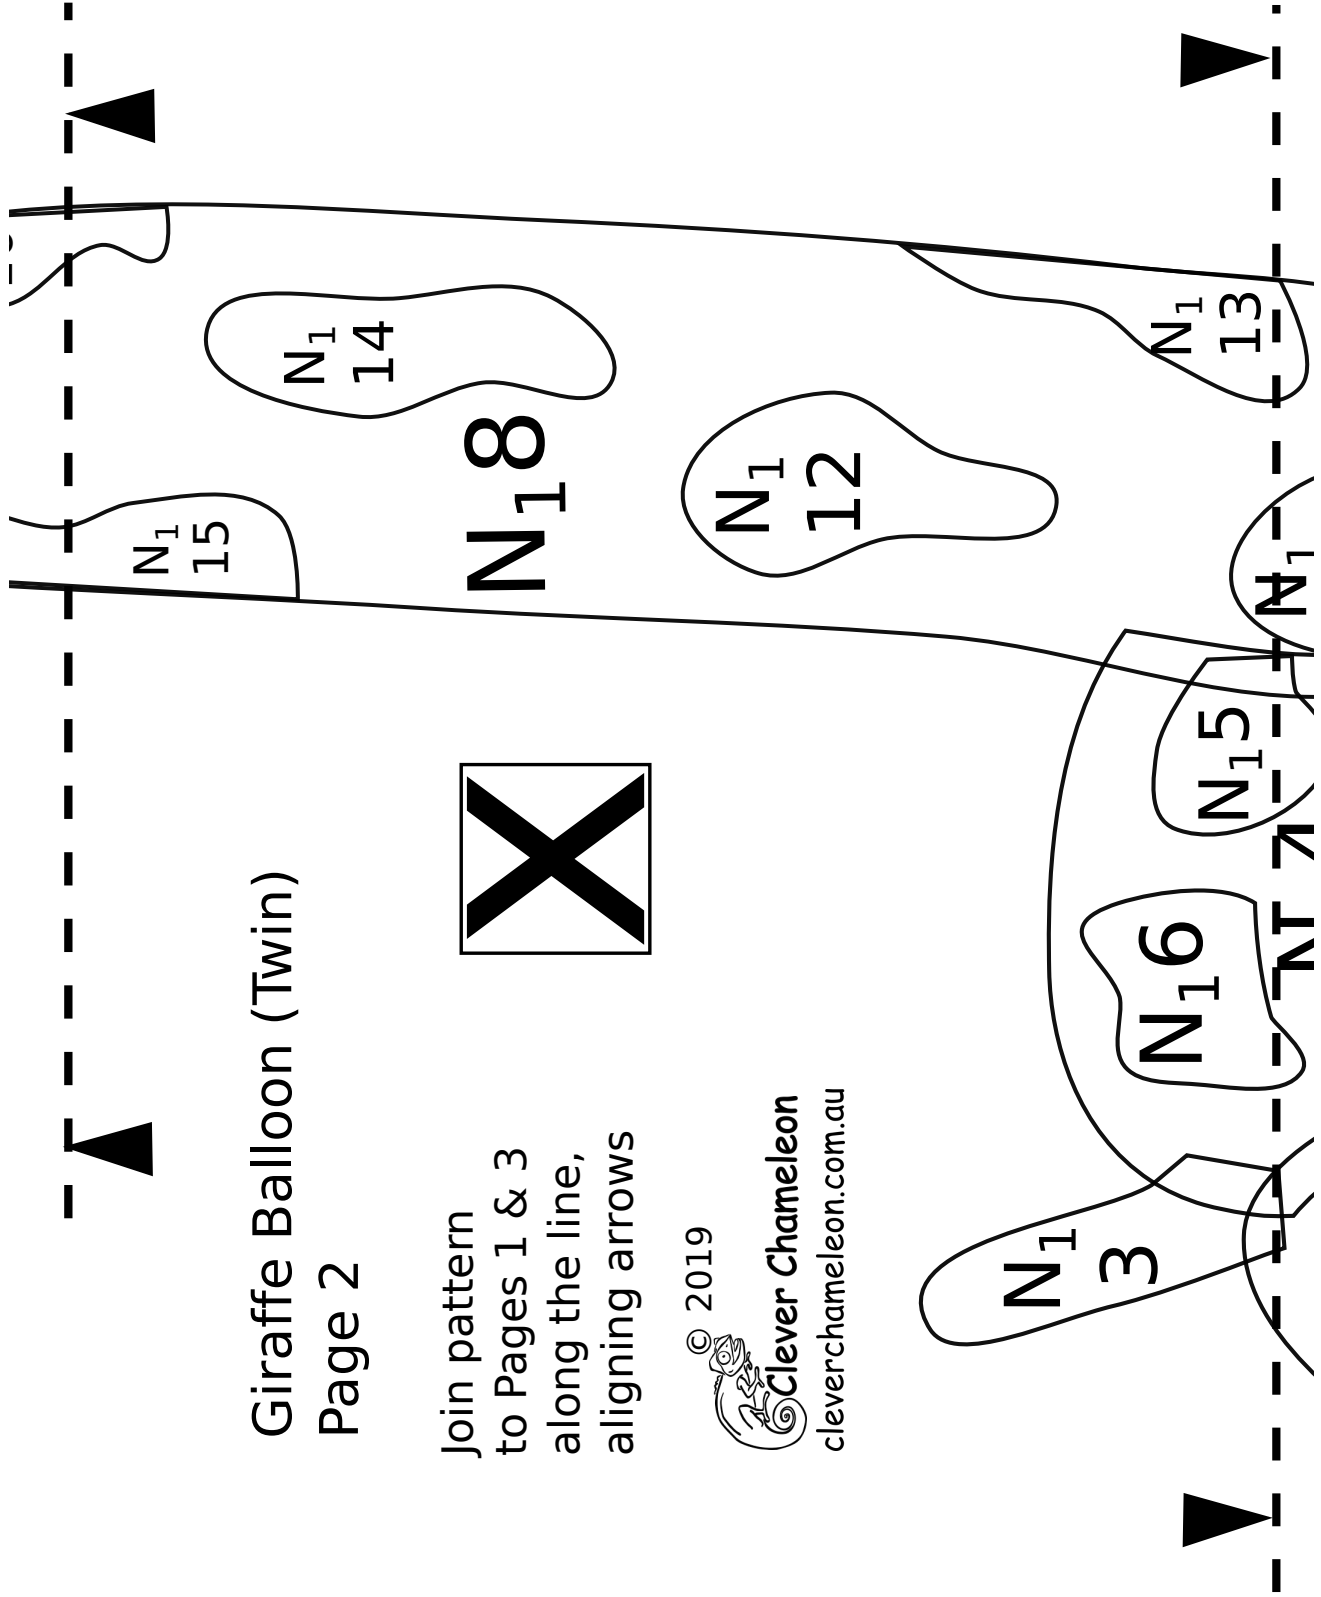 Giraffe Balloon (Twin)
Page 2
Join pattern
to Pages 1 & 3
along the line,
aligning arrows
© 2019
Clever Chameleon
cleverchameleon.com.au
X
N₁
15
N₁
14
N₁8
N₁
12
N₁
13
N₁
N₁5
N₁6
N₁
3